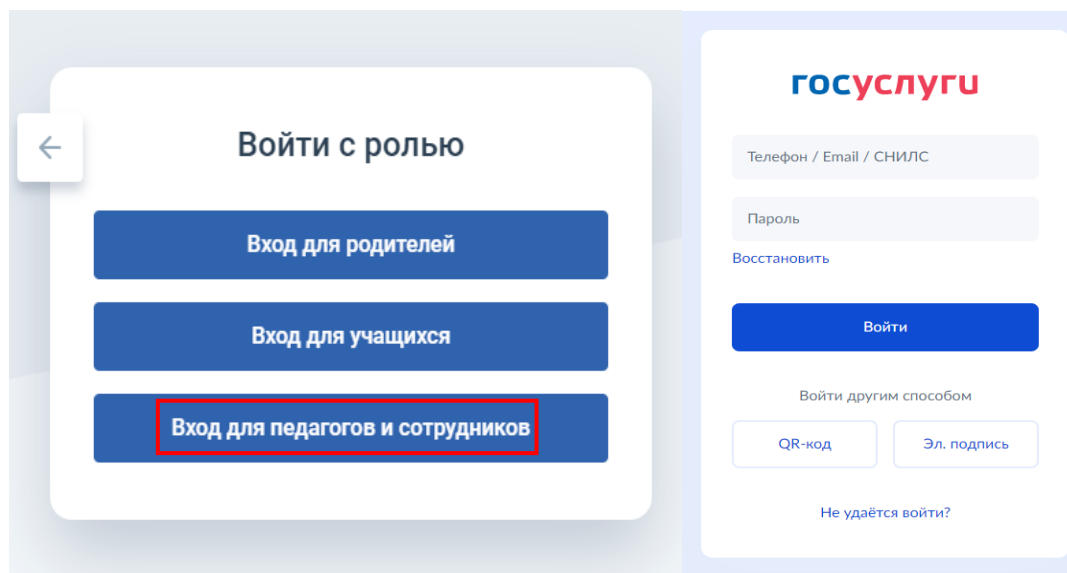 Войти с ролью
Вход для родителей
Вход для учащихся
Вход для педагогов и сотрудников
госуслуги
Телефон / Email / СНИЛС
Пароль
Восстановить
Войти
Войти другим способом
QR-код
Эл. подпись
Не удаётся войти?